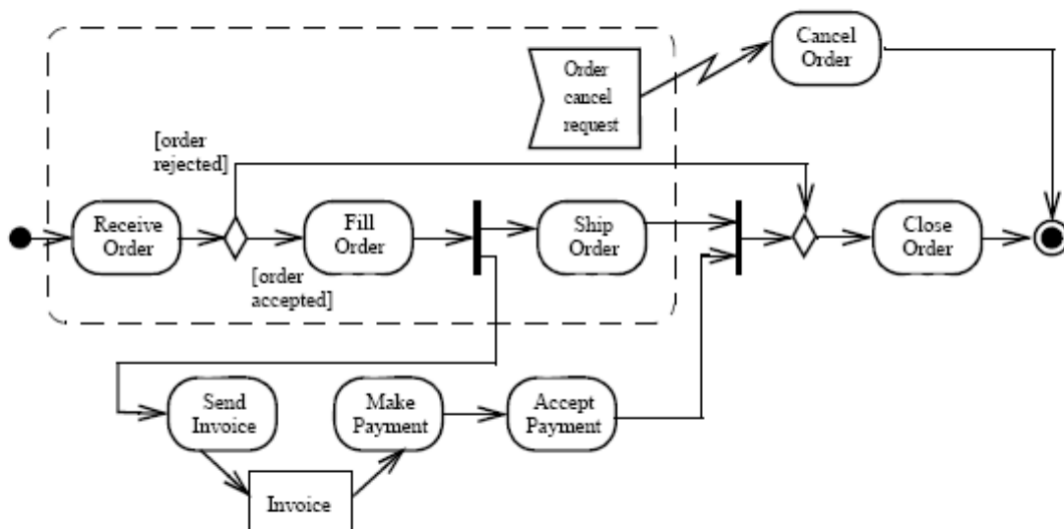 Cancel
Order
Order
cancel
request
[order
rejected]
Receive
Order
Fill
Order
Ship
Order
Close
Order
[order
accepted]
Send
Invoice
Make
Payment
Accept
Payment
Invoice